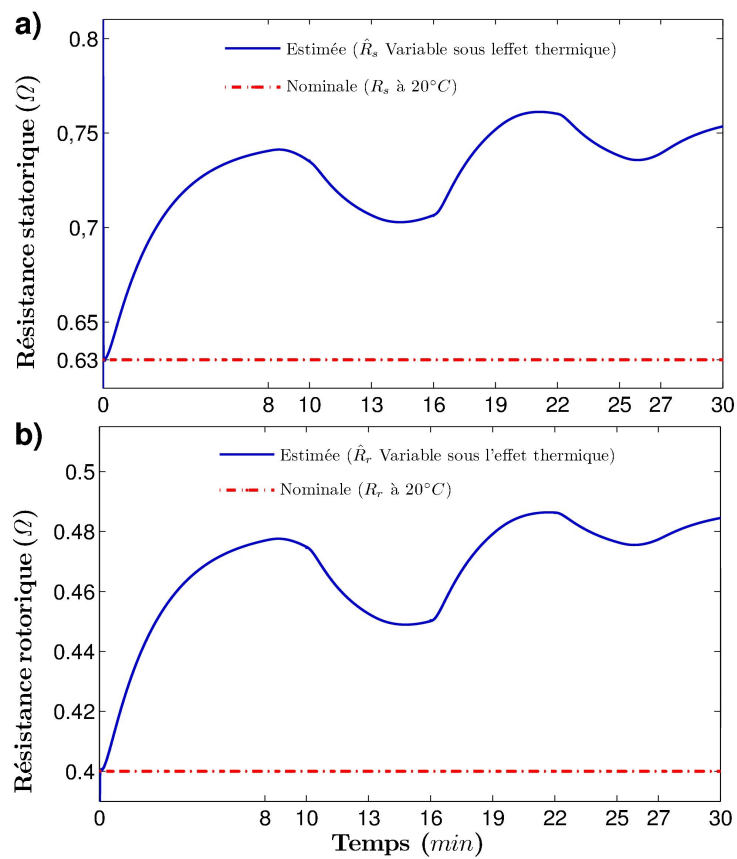 a)
0.8
0,75
0,7
0.65
0.63
Résistance statorique (Ω)
Estimée (R̂s Variable sous leffet thermique)
Nominale (Rs à 20°C)
0 8 10 13 16 19 22 25 27 30
b)
0.5
0.48
0.46
0.44
0.42
0.4
Résistance rotorique (Ω)
Estimée (R̂r Variable sous l'effet thermique)
Nominale (Rr à 20°C)
0 8 10 13 16 19 22 25 27 30
Temps (min)